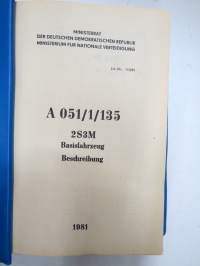 MINISTERRAT
DER DEUTSCHEN DEMOKRATISCHEN REPUBLIK
MINISTERIUM FÜR NATIONALE VERTEIDIGUNG
A 051/1/135
2S3M
Basisfahrzeug
Beschreibung
1981